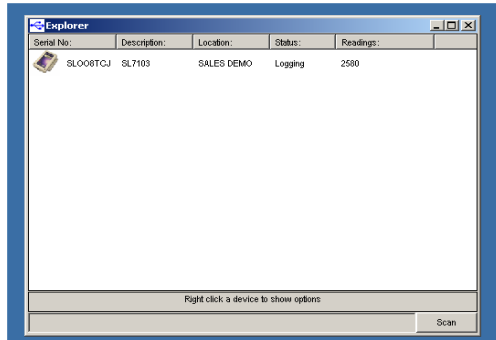 Explorer
Serial No: Description: Location: Status: Readings:
SLOO8TCJ SL7103 SALES DEMO Logging 2580
Right click a device to show options
Scan